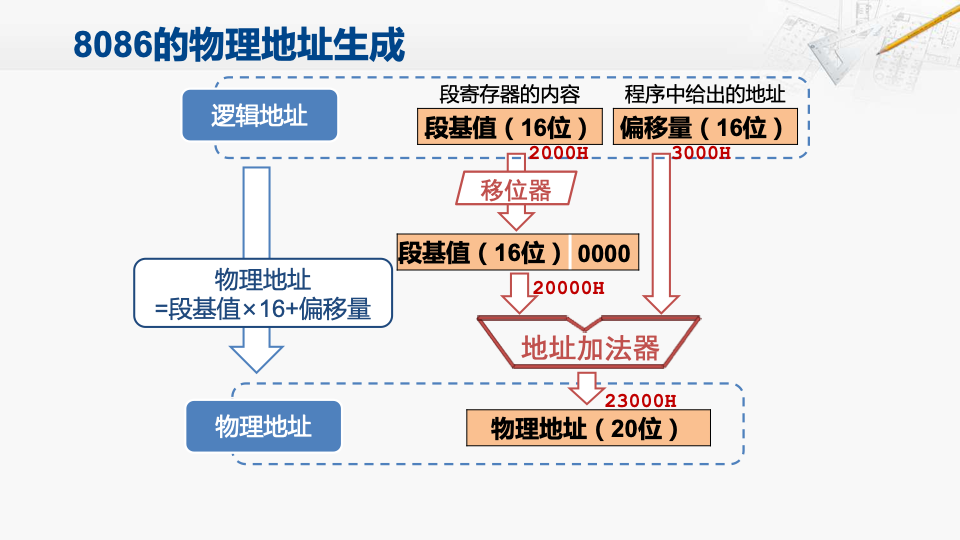 8086的物理地址生成
逻辑地址
段寄存器的内容
程序中给出的地址
段基值（16位）
偏移量（16位）
2000H
3000H
移位器
段基值（16位）
0000
20000H
物理地址
=段基值×16+偏移量
地址加法器
23000H
物理地址
物理地址（20位）